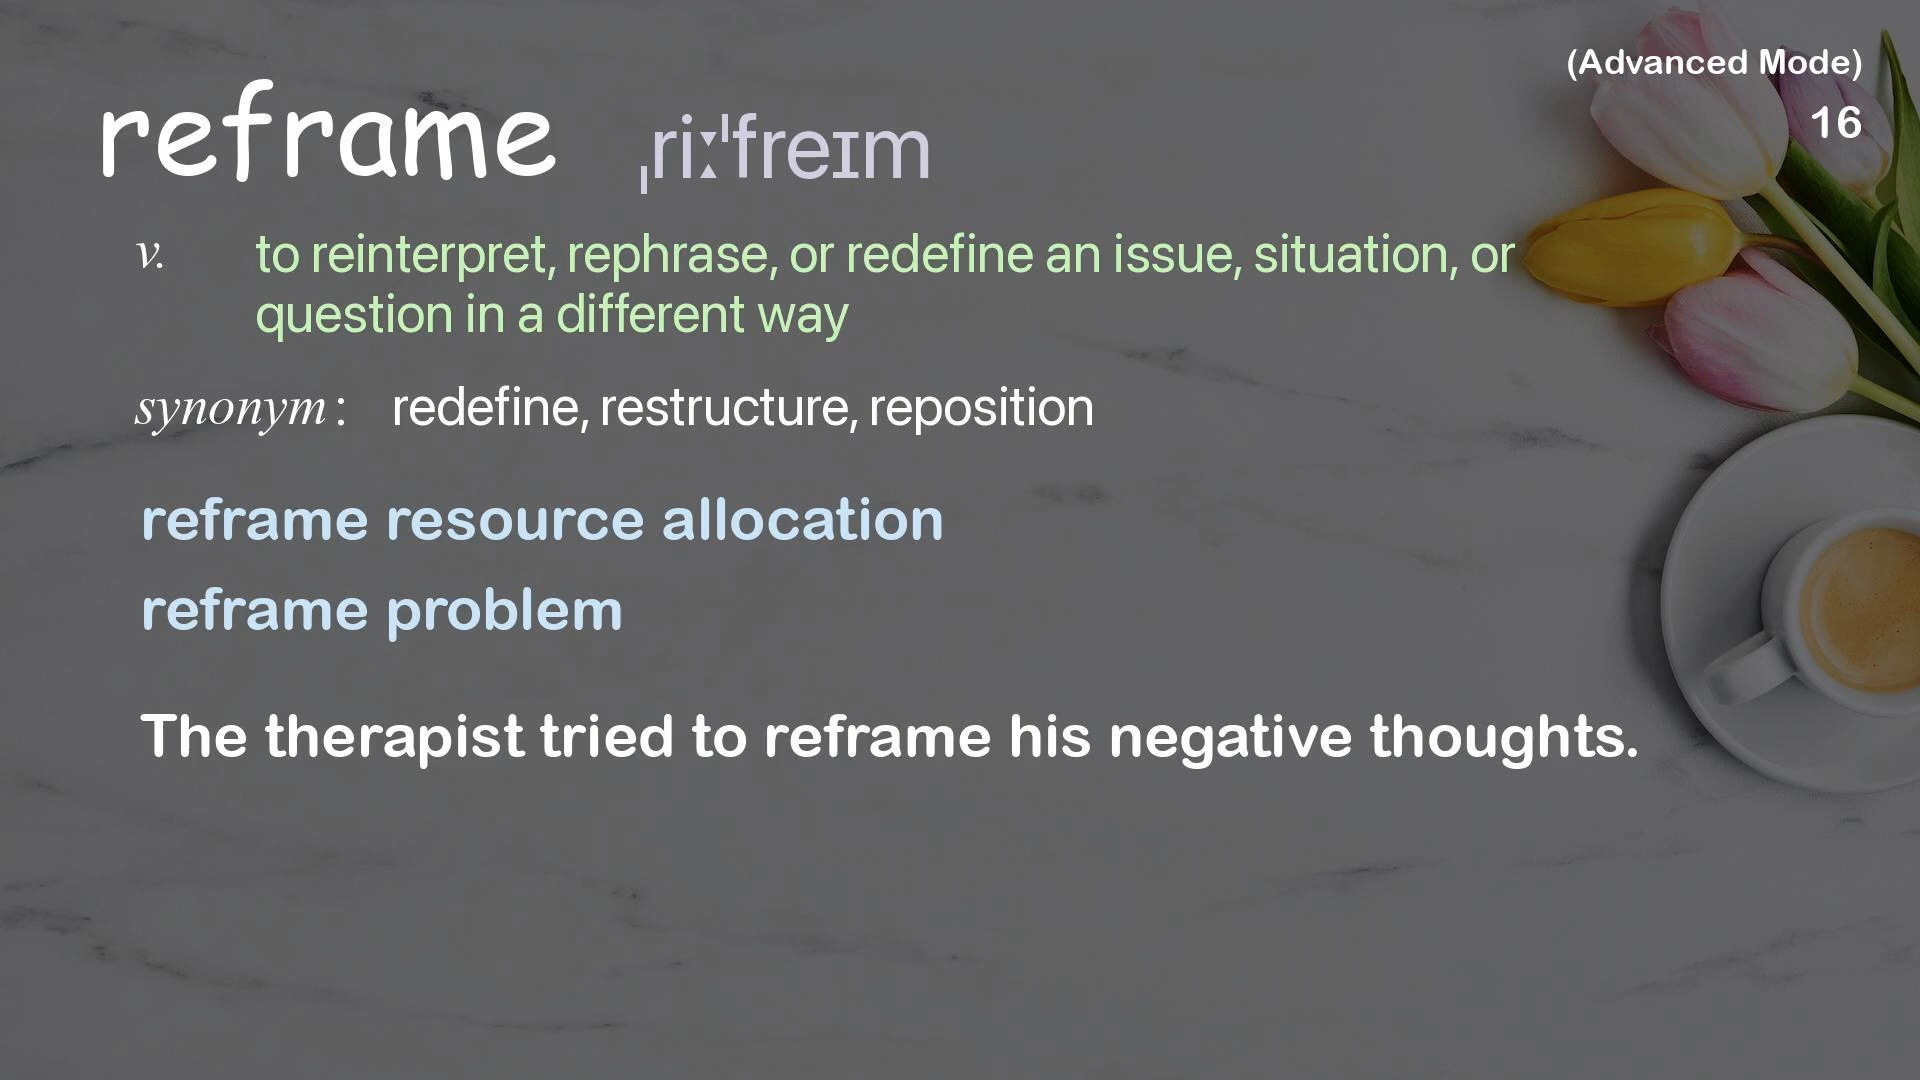 (Advanced Mode)
16
reframe ˌriːˈfreɪm
v. to reinterpret, rephrase, or redefine an issue, situation, or
question in a different way
synonym: redefine, restructure, reposition
reframe resource allocation
reframe problem
The therapist tried to reframe his negative thoughts.